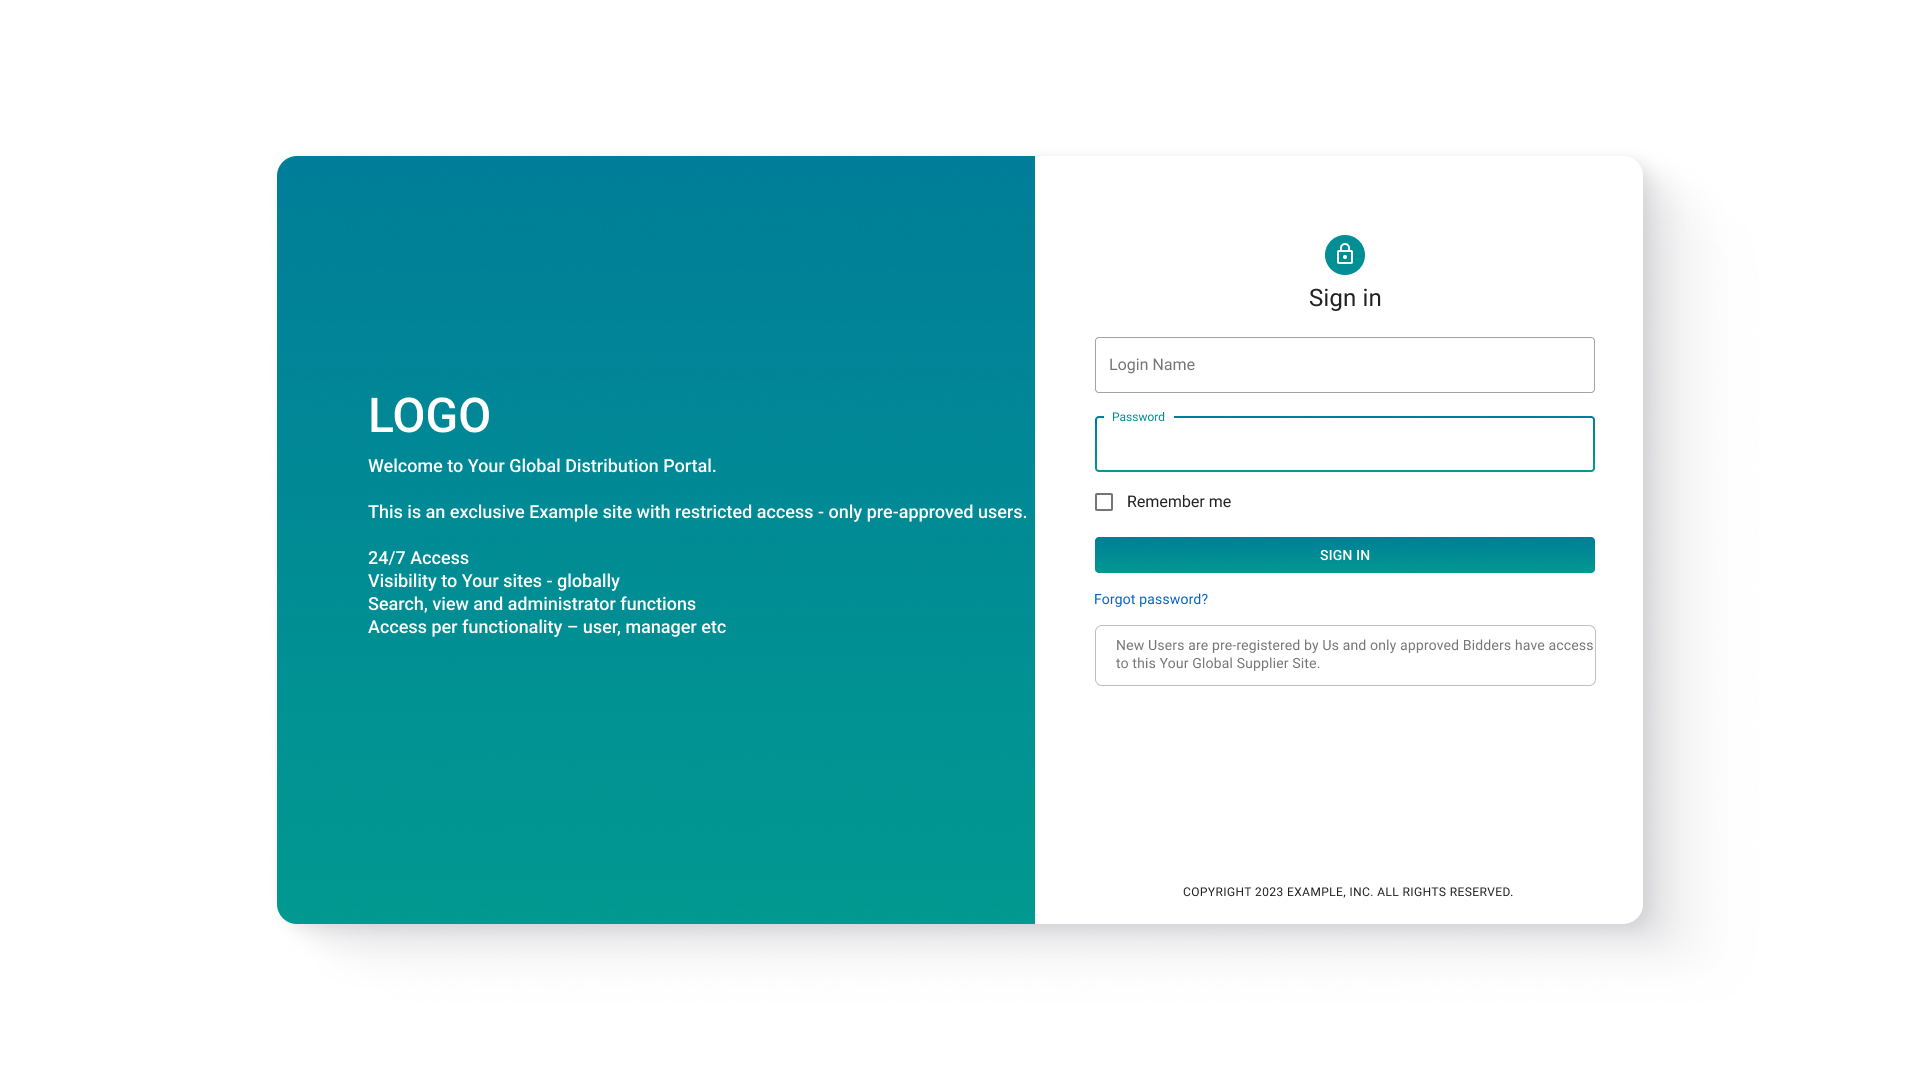 LOGO
Welcome to Your Global Distribution Portal.
This is an exclusive Example site with restricted access - only pre-approved users.
24/7 Access
Visibility to Your sites - globally
Search, view and administrator functions
Access per functionality – user, manager etc
Sign in
Login Name
Password
Remember me
SIGN IN
Forgot password?
New Users are pre-registered by Us and only approved Bidders have access
to this Your Global Supplier Site.
COPYRIGHT 2023 EXAMPLE, INC. ALL RIGHTS RESERVED.